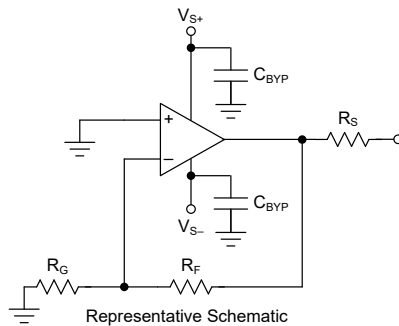 VS+
CBYP
+
RS
−
CBYP
VS−
RG
RF
Representative Schematic